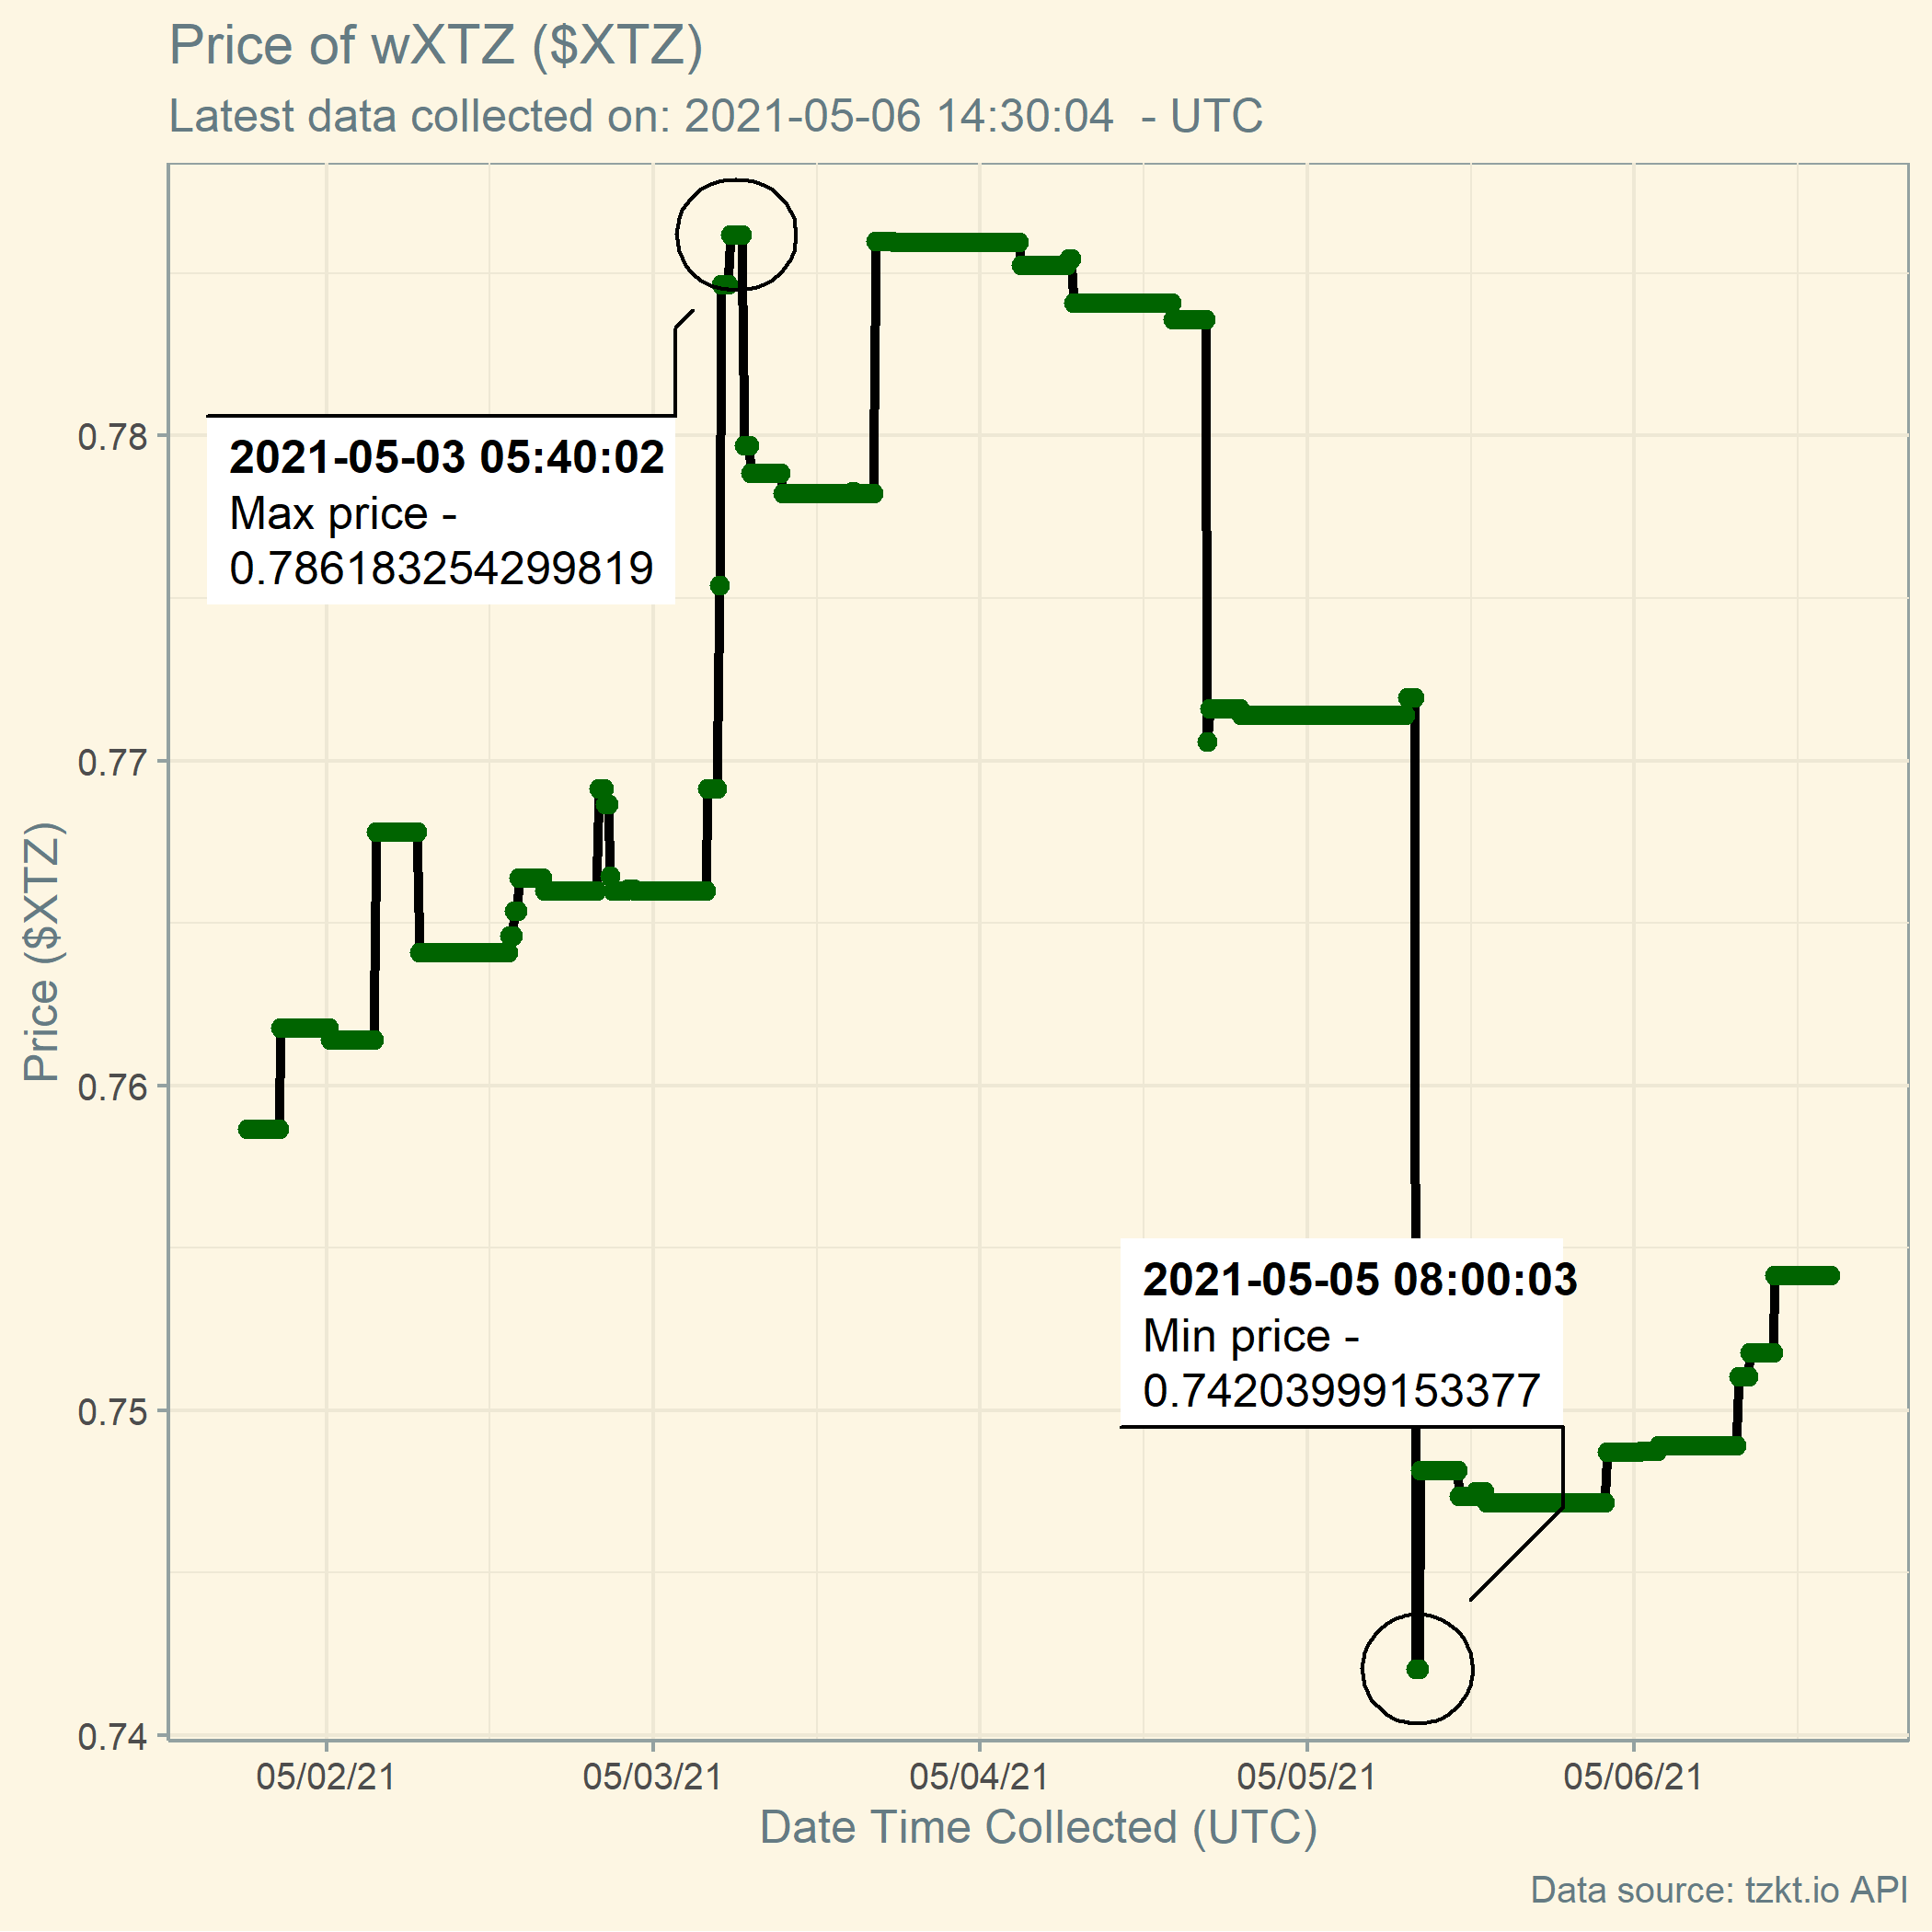 Price of wXTZ ($XTZ)
Latest data collected on: 2021-05-06 14:30:04  - UTC
Price ($XTZ)
0.78
0.77
0.76
0.75
0.74
2021-05-03 05:40:02
Max price -
0.786183254299819
2021-05-05 08:00:03
Min price -
0.74203999153377
05/02/21
05/03/21
05/04/21
05/05/21
05/06/21
Date Time Collected (UTC)
Data source: tzkt.io API